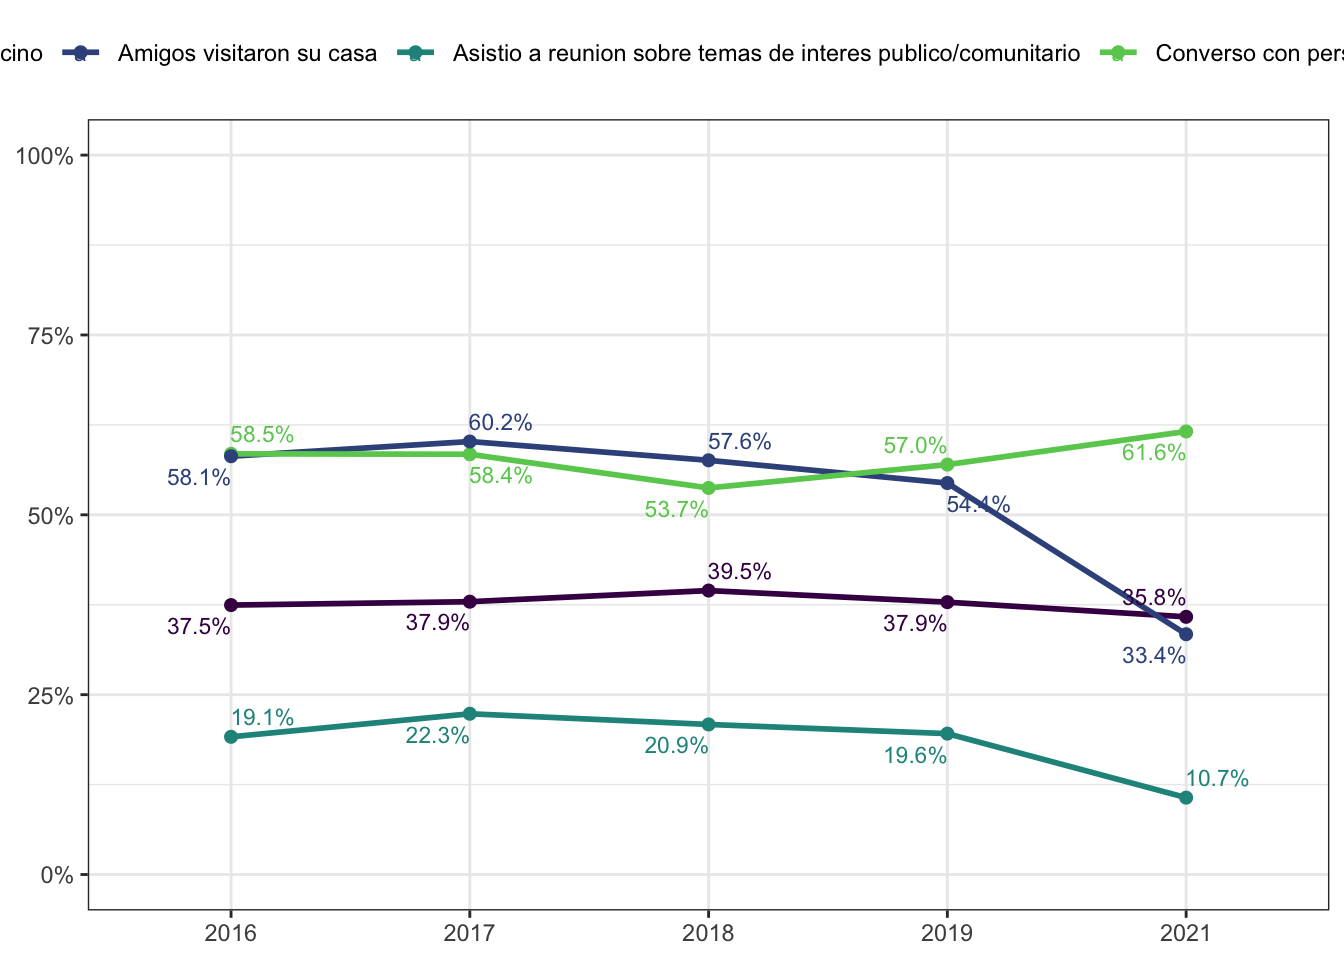 cino Amigos visitaron su casa Asistio a reunion sobre temas de interes publico/comunitario Converso con pers
100%
75%
60.2%
58.5% 57.6% 57.0%
58.1% 58.4% 61.6%
53.7% 54.4%
50%
39.5%
35.8%
37.5% 37.9% 37.9%
33.4%
25%
19.1%
22.3% 20.9% 19.6%
10.7%
0%
2016 2017 2018 2019 2021